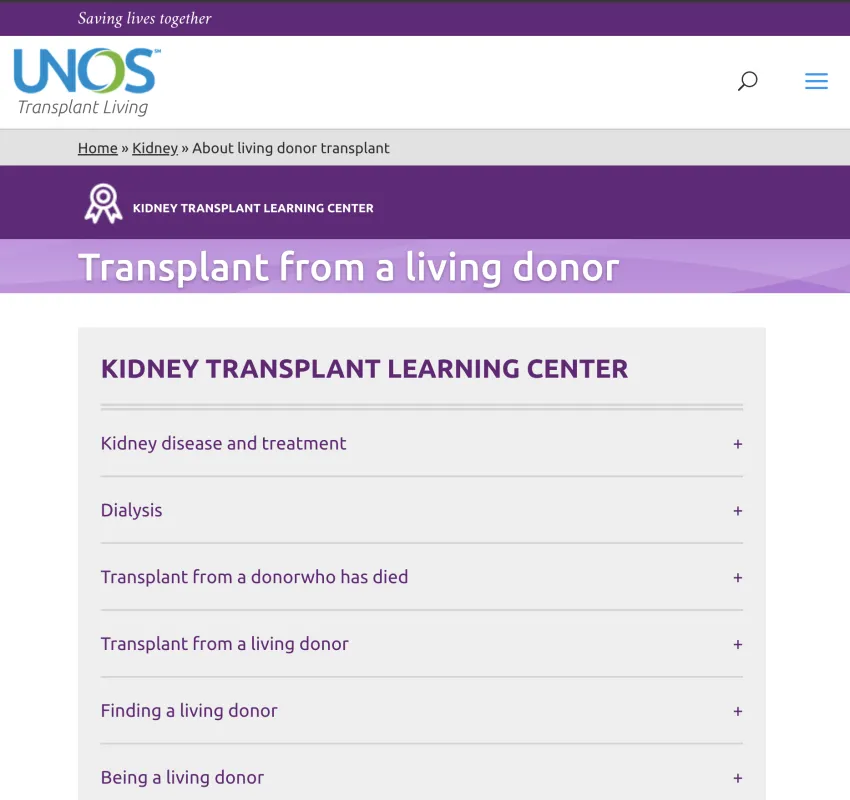 Saving lives together
UNOS℠
Transplant Living
Home » Kidney » About living donor transplant
KIDNEY TRANSPLANT LEARNING CENTER
Transplant from a living donor
KIDNEY TRANSPLANT LEARNING CENTER
Kidney disease and treatment +
Dialysis +
Transplant from a donorwho has died +
Transplant from a living donor +
Finding a living donor +
Being a living donor +